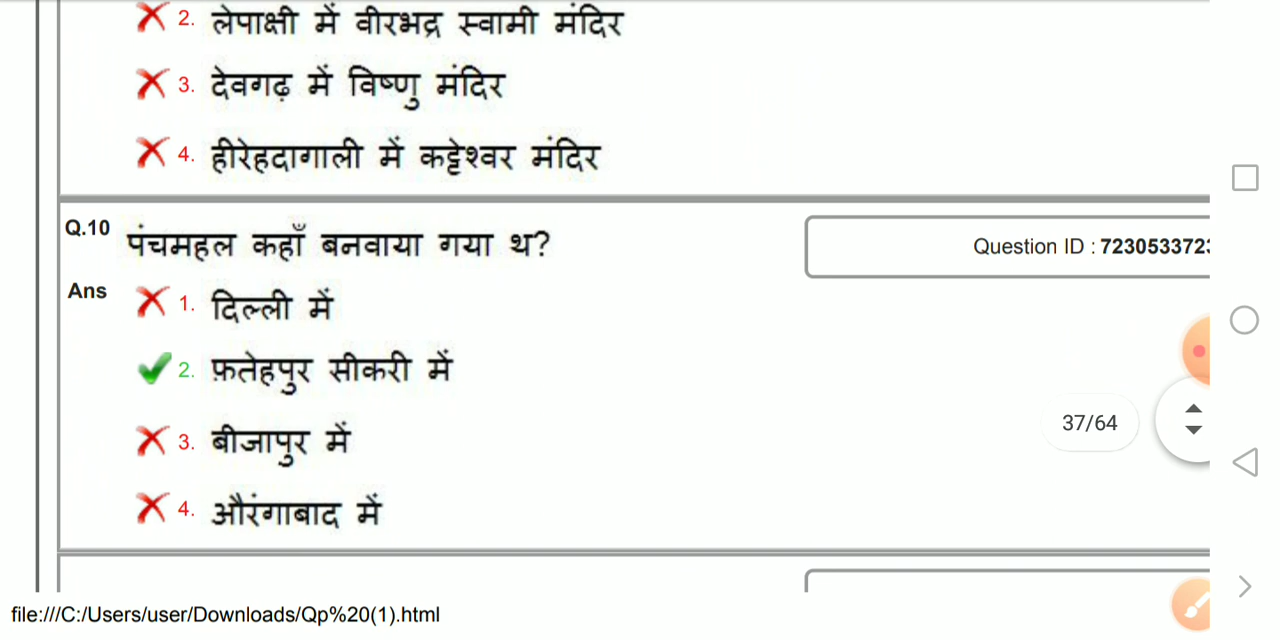 2. लेपाक्षी में वीरभद्र स्वामी मंदिर
3. देवगढ़ में विष्णु मंदिर
4. हीरेहदागाली में कट्टेश्वर मंदिर
Q.10 पंचमहल कहाँ बनवाया गया थ?
Question ID : 723053372
Ans
1. दिल्ली में
2. फ़तेहपुर सीकरी में
37/64
3. बीजापुर में
4. औरंगाबाद में
file:///C:/Users/user/Downloads/Qp%20(1).html